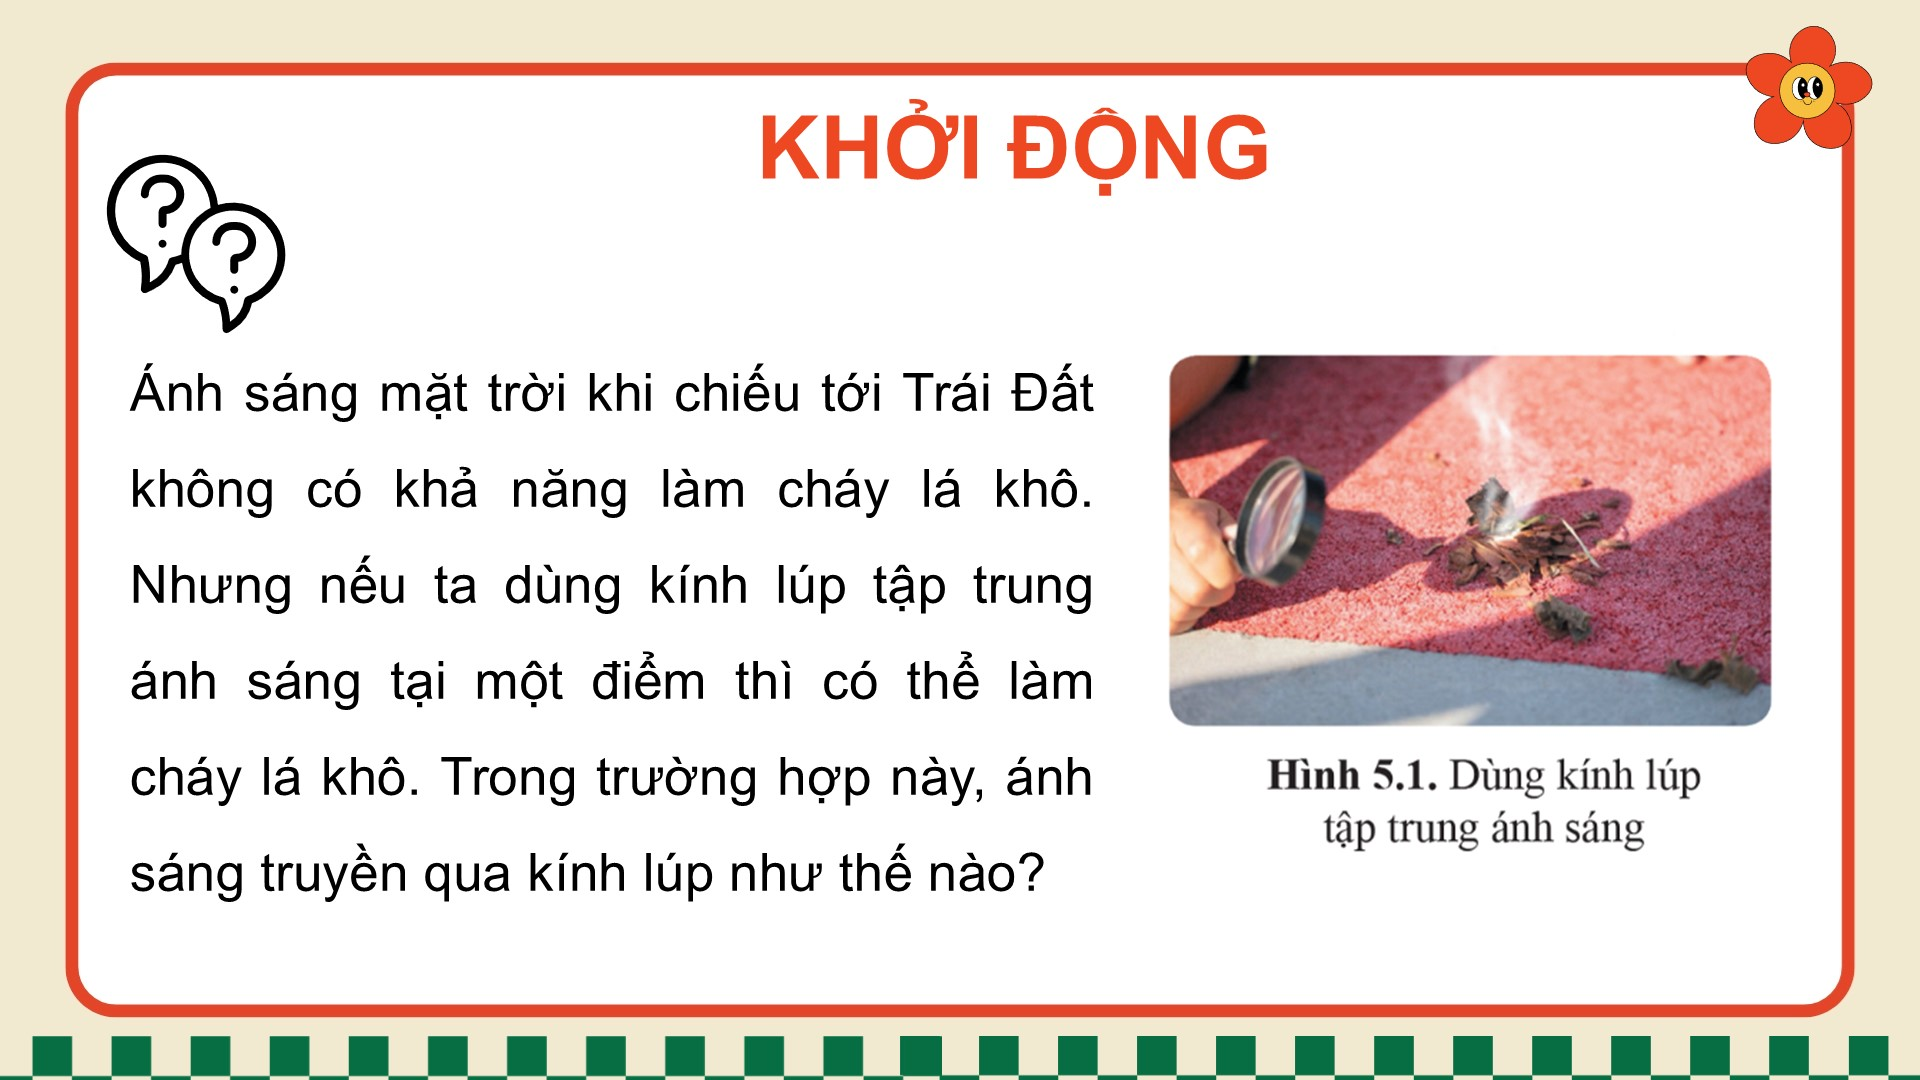 KHỞI ĐỘNG
Ánh sáng mặt trời khi chiếu tới Trái Đất
không có khả năng làm cháy lá khô.
Nhưng nếu ta dùng kính lúp tập trung
ánh sáng tại một điểm thì có thể làm
cháy lá khô. Trong trường hợp này, ánh
sáng truyền qua kính lúp như thế nào?
Hình 5.1. Dùng kính lúp
tập trung ánh sáng